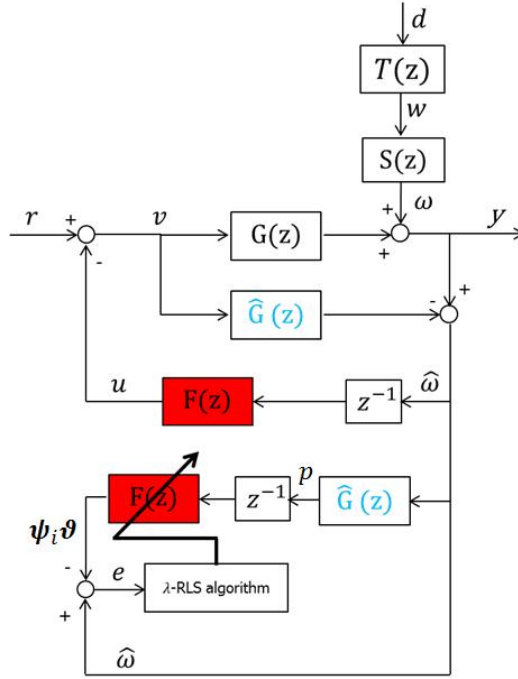 d
T(z)
w
S(z)
r + v G(z) + + ω y
-
Ĝ (z) - +
u F(z) z⁻¹ ω̂
ψᵢϑ F(z) z⁻¹ p Ĝ (z)
-
+ e λ-RLS algorithm
ω̂